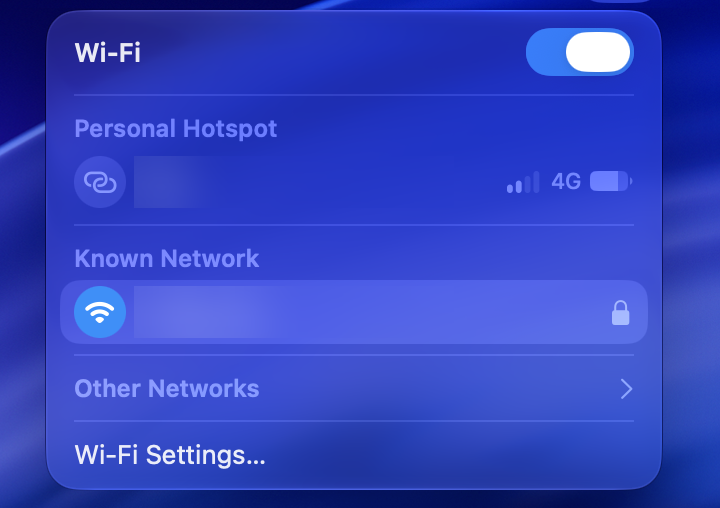 Wi-Fi
Personal Hotspot
4G
Known Network
Other Networks
Wi-Fi Settings...